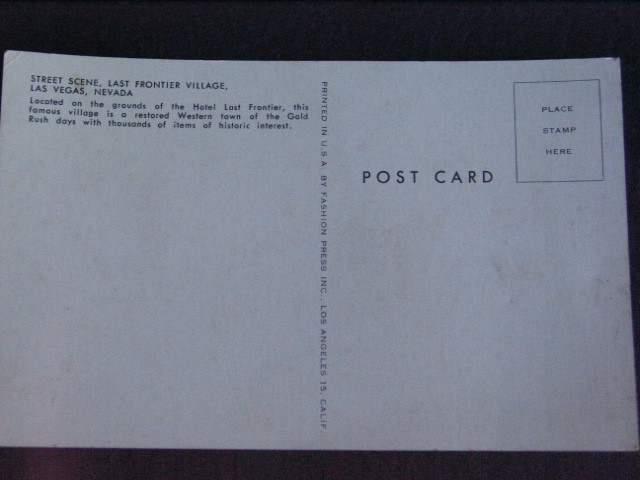 STREET SCENE, LAST FRONTIER VILLAGE,
LAS VEGAS, NEVADA
Located on the grounds of the Hotel Last Frontier, this
famous village is a restored Western town of the Gold
Rush days with thousands of items of historic interest.
PRINTED IN U.S.A. BY FASHION PRESS INC., LOS ANGELES 15, CALIF.
POST CARD
PLACE
STAMP
HERE